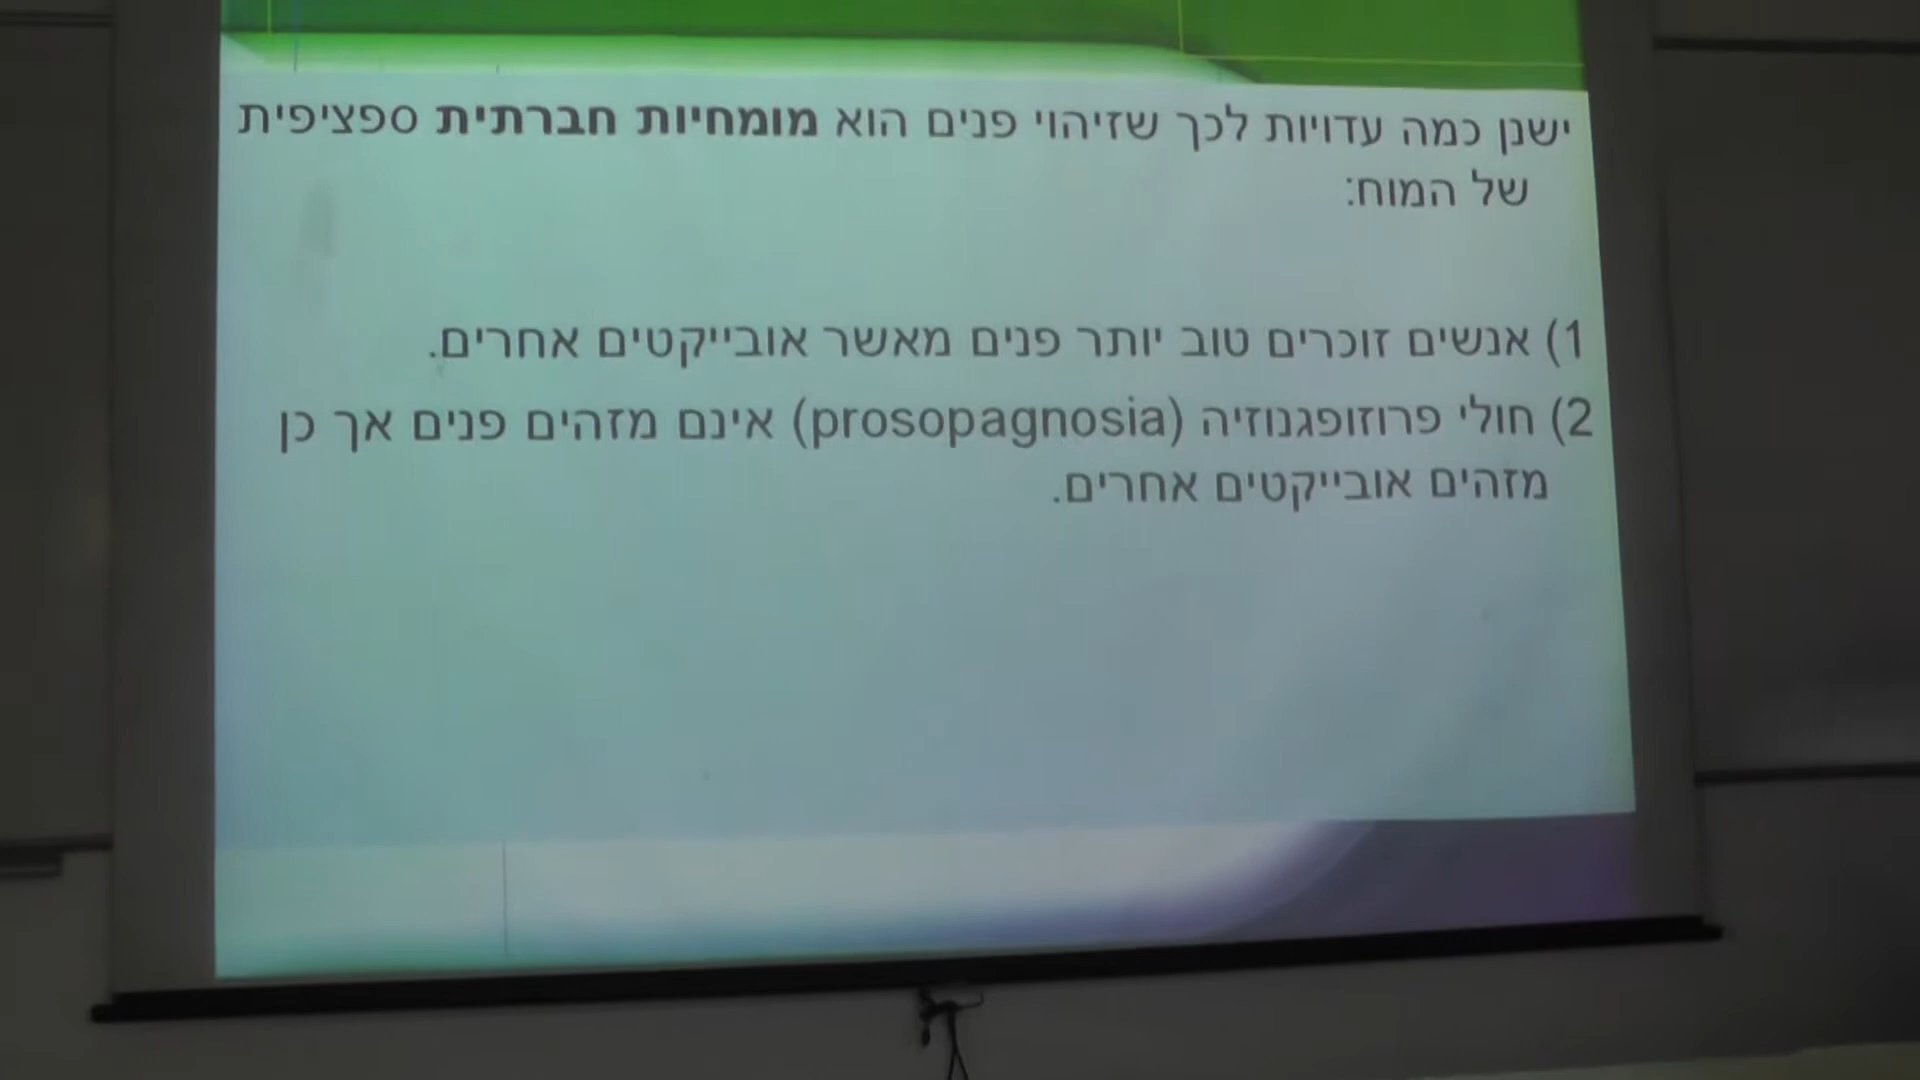 ישנן כמה עדויות לכך שזיהוי פנים הוא מומחיות חברתית ספציפית
של המוח:
1) אנשים זוכרים טוב יותר פנים מאשר אובייקטים אחרים.
2) חולי פרוזופגנוזיה (prosopagnosia) אינם מזהים פנים אך כן
מזהים אובייקטים אחרים.